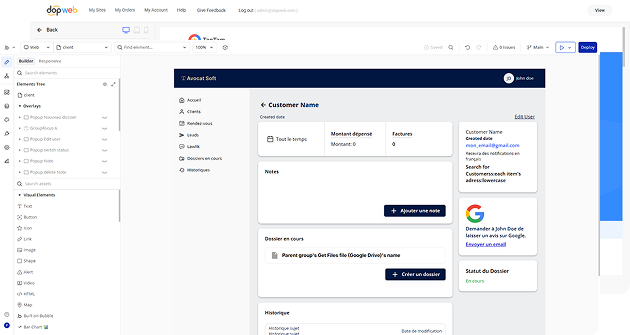 dopweb
My Sites
My Orders
My Account
Help
Give Feedback
Log out
View
Back
Web
client
Find element...
100%
Saved
0 issues
Main
Deploy
Builder
Responsive
Search elements
Elements Tree
client
Overlays
Popup Nouveau dossier
GroupFocus A
Popup Edit user
Popup switch status
Popup Note
Popup delete note
Search assets
Visual Elements
Text
Button
Icon
Link
Image
Shape
Alert
Video
HTML
Map
Built on Bubble
Bar Chart
Avocat Soft
JD
John doe
Accueil
Clients
Rendez vous
Leads
Lawlik
Dossiers en cours
Historiques
Customer Name
Created date
Edit User
Tout le temps
Montant dépensé
Montant: 0
Factures
0
Notes
Ajouter une note
Dossier en cours
Parent group's Get Files file (Google Drive)'s name
Créer un dossier
Historique
Historique sujet
Historique sujet
Date de modification
Customer Name
Created date
mon_email@gmail.com
Recevra des notifications en
français
Search for
Customerss:each item's
adress:lowercase
Demander à John Doe de
laisser un avis sur Google.
Envoyer un email
Statut du Dossier
En cours